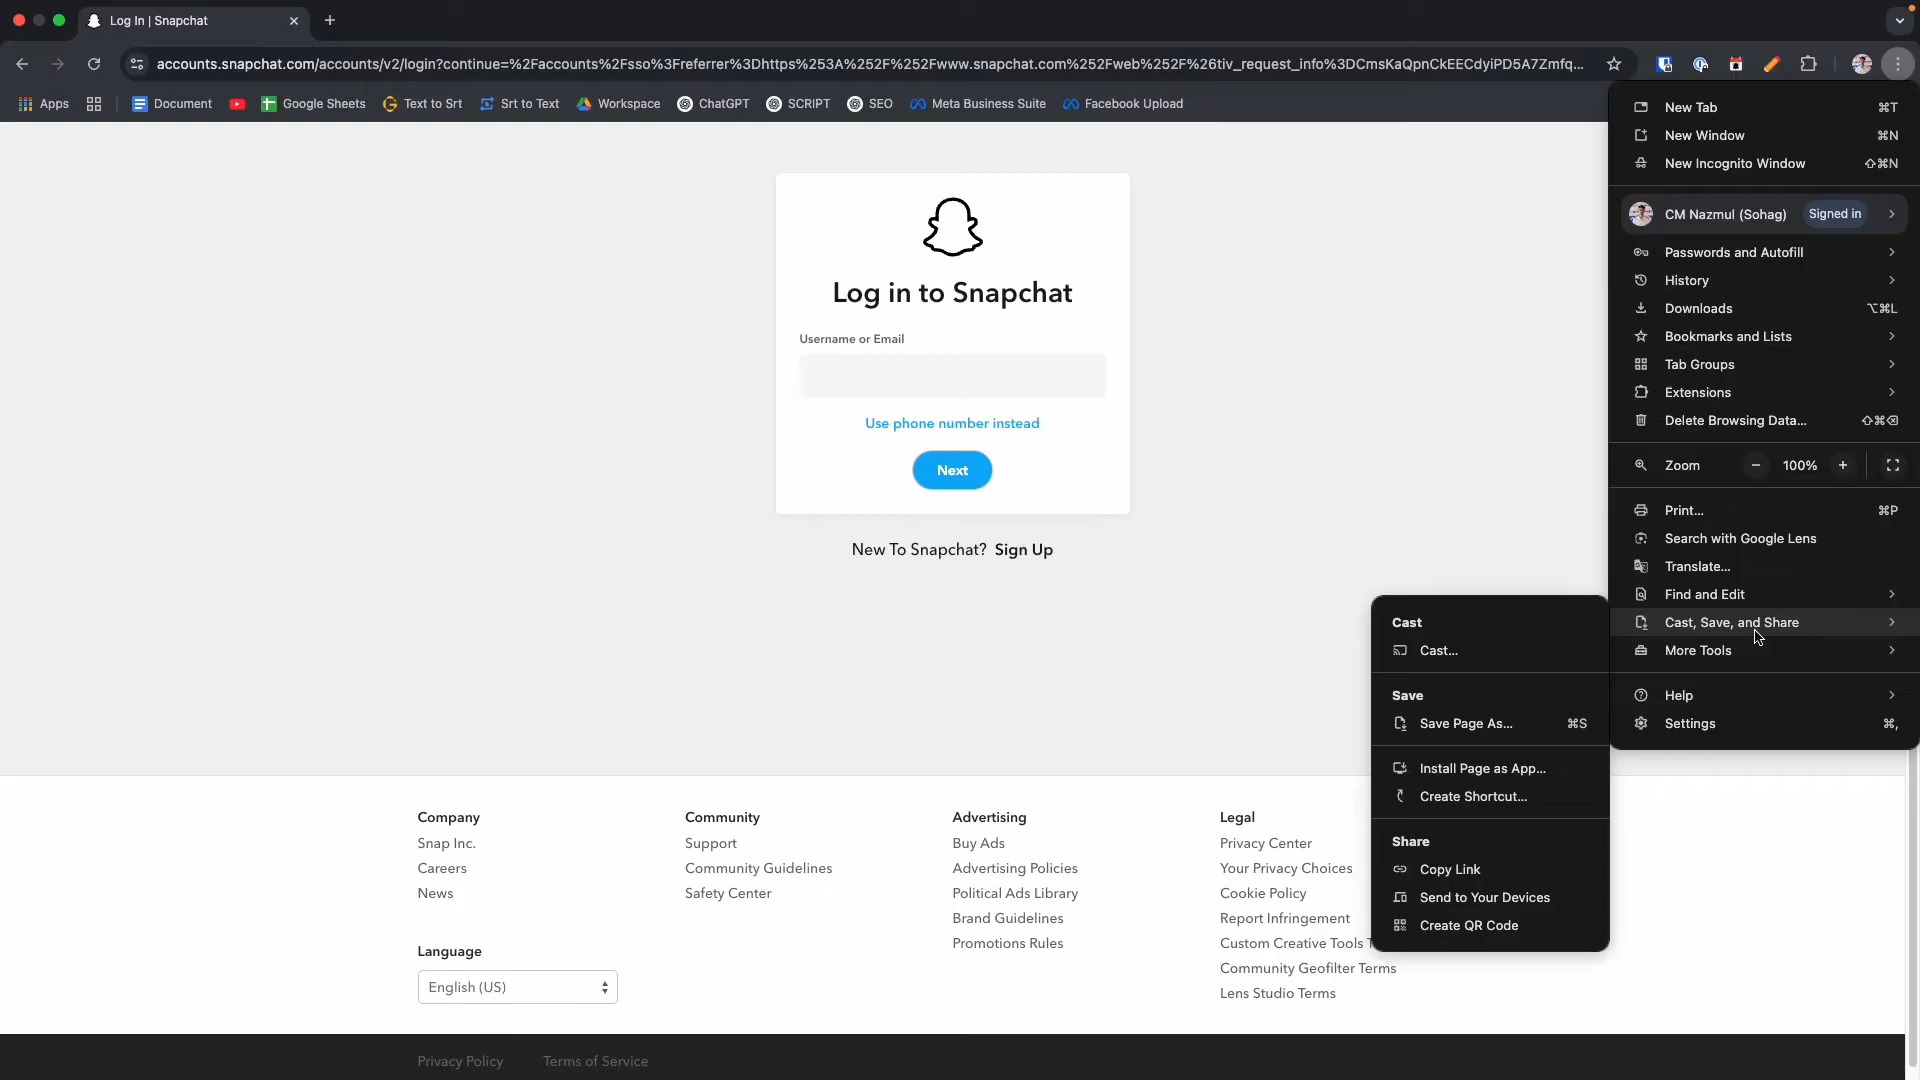 Log In | Snapchat
accounts.snapchat.com/accounts/v2/login?continue=%2Faccounts%2Fsso%3Freferrer%3Dhttps%253A%252F%252Fwww.snapchat.com%252Fweb%252F%26tiv_request_info%3DCmsKaQpnCkEECdyiPD5A7Zmfq...
Apps
Document
Google Sheets
Text to Srt
Srt to Text
Workspace
ChatGPT
SCRIPT
SEO
Meta Business Suite
Facebook Upload
Log in to Snapchat
Username or Email
Use phone number instead
Next
New To Snapchat? Sign Up
New Tab ⌘T
New Window ⌘N
New Incognito Window ⇧⌘N
CM Nazmul (Sohag) Signed in
Passwords and Autofill
History
Downloads ⌥⌘L
Bookmarks and Lists
Tab Groups
Extensions
Delete Browsing Data... ⇧⌘⌫
Zoom − 100% +
Print... ⌘P
Search with Google Lens
Translate...
Find and Edit
Cast, Save, and Share
More Tools
Help
Settings ⌘,
Cast
Cast...
Save
Save Page As... ⌘S
Install Page as App...
Create Shortcut...
Share
Copy Link
Send to Your Devices
Create QR Code
Company
Snap Inc.
Careers
News
Community
Support
Community Guidelines
Safety Center
Advertising
Buy Ads
Advertising Policies
Political Ads Library
Brand Guidelines
Promotions Rules
Legal
Privacy Center
Your Privacy Choices
Cookie Policy
Report Infringement
Custom Creative Tools T
Community Geofilter Terms
Lens Studio Terms
Language
English (US)
Privacy Policy
Terms of Service